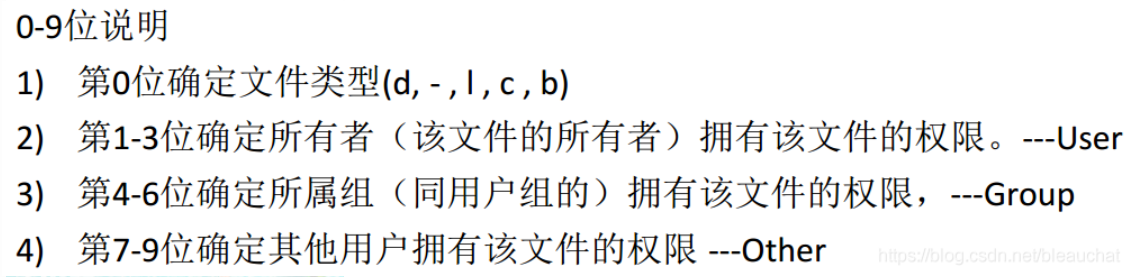 0-9位说明
1) 第0位确定文件类型(d, - , l , c , b)
2) 第1-3位确定所有者（该文件的所有者）拥有该文件的权限。---User
3) 第4-6位确定所属组（同用户组的）拥有该文件的权限，---Group
4) 第7-9位确定其他用户拥有该文件的权限 ---Other
https://blog.csdn.net/bleauchat